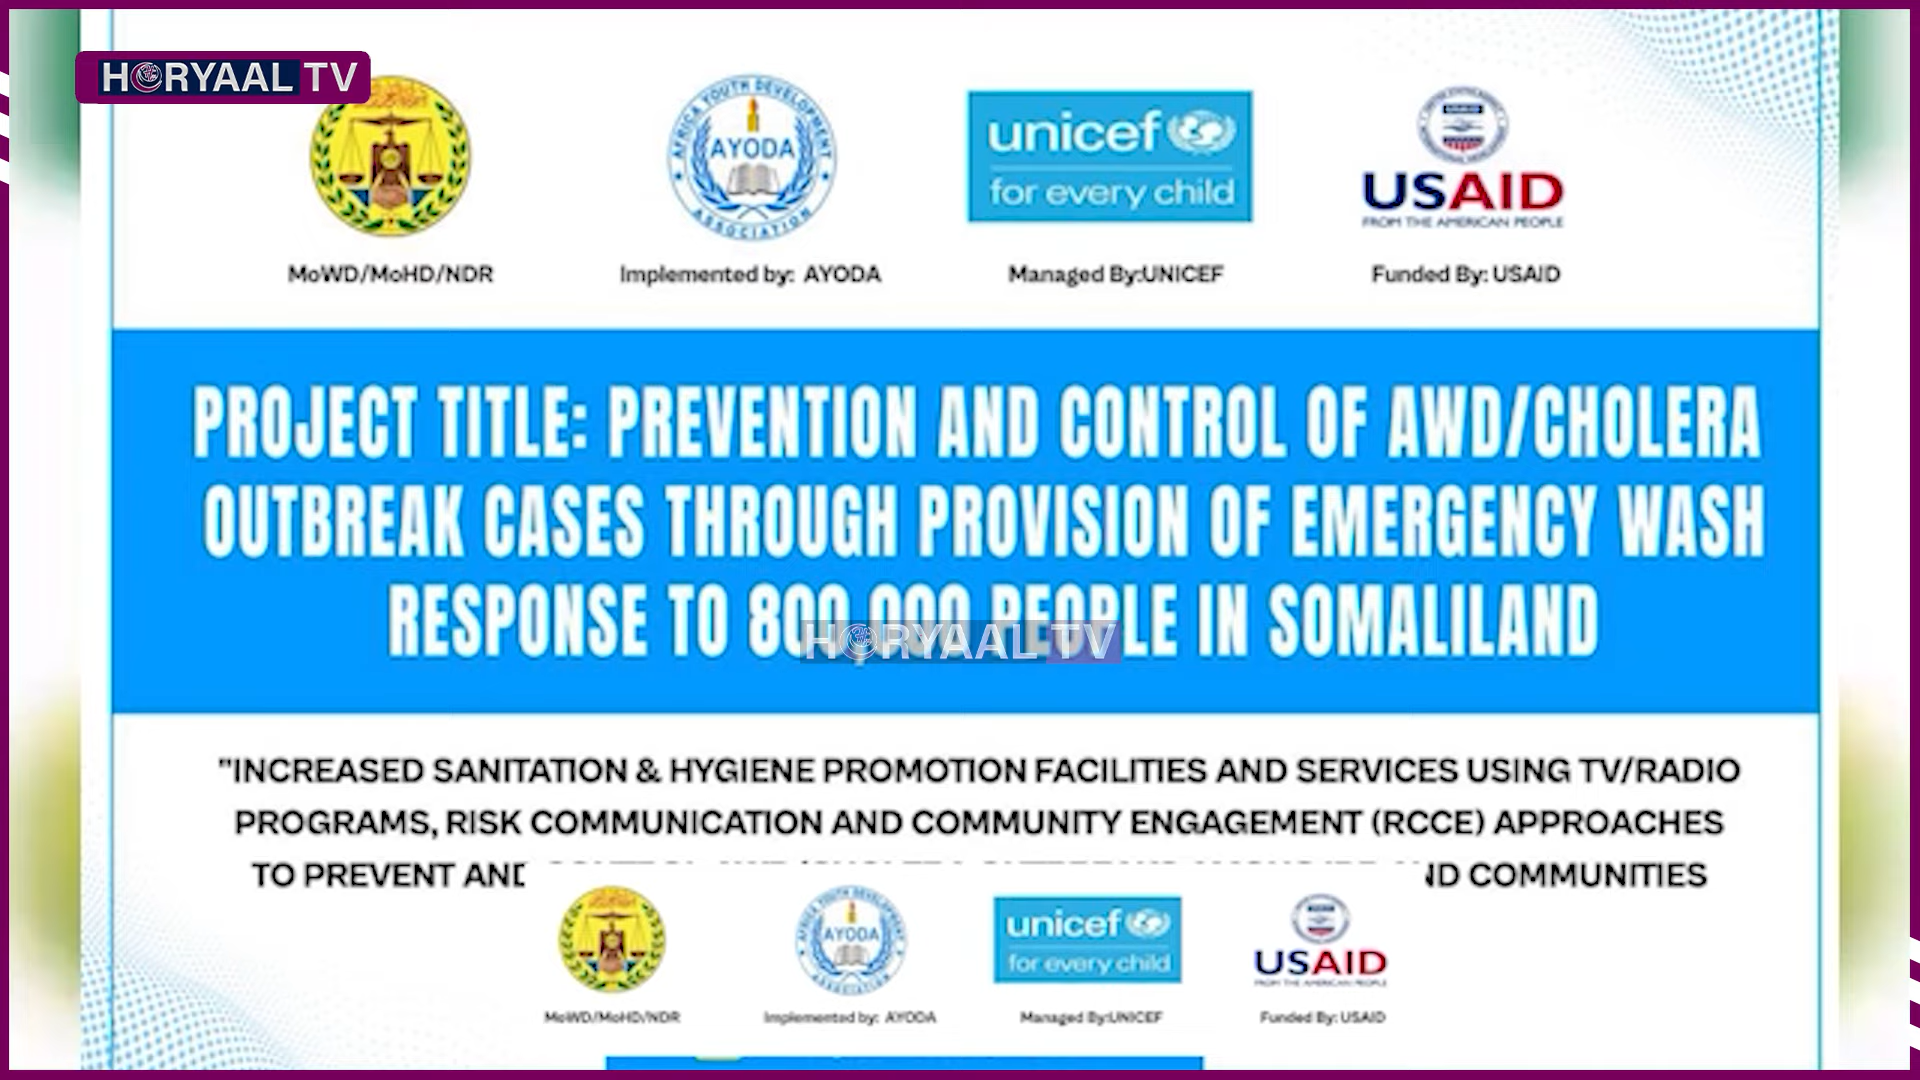 HORYAAL TV
AFRICA YOUTH DEVELOPMENT
AYODA
ASSOCIATION
unicef
for every child
USAID
FROM THE AMERICAN PEOPLE
MoWD/MoHD/NDR
Implemented by: AYODA
Managed By:UNICEF
Funded By: USAID
PROJECT TITLE: PREVENTION AND CONTROL OF AWD/CHOLERA
OUTBREAK CASES THROUGH PROVISION OF EMERGENCY WASH
RESPONSE TO 800,000 PEOPLE IN SOMALILAND
HORYAAL TV
"INCREASED SANITATION & HYGIENE PROMOTION FACILITIES AND SERVICES USING TV/RADIO
PROGRAMS, RISK COMMUNICATION AND COMMUNITY ENGAGEMENT (RCCE) APPROACHES
TO PREVENT AND COMMUNITIES
AYODA
unicef
for every child
USAID
MoWD/MoHD/NDR
Implemented by: AYODA
Managed By:UNICEF
Funded By: USAID